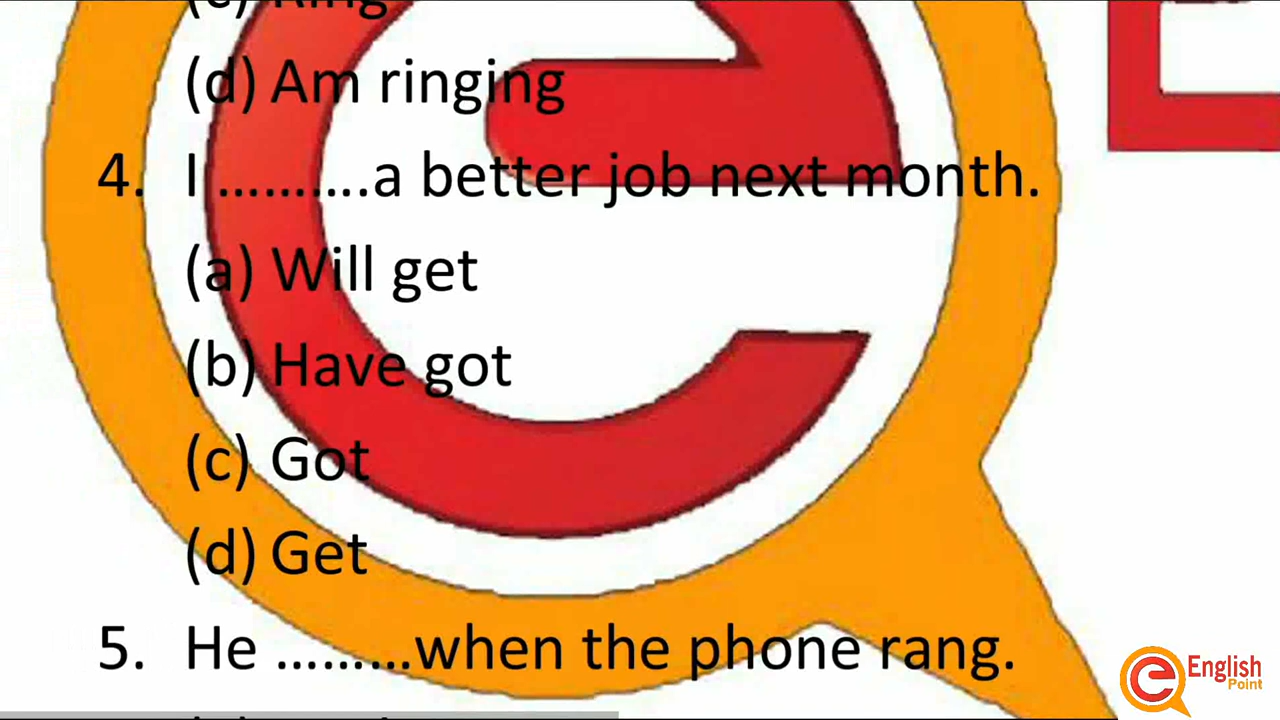 (c) Ring
(d) Am ringing
4. I ..........a better job next month.
(a) Will get
(b) Have got
(c) Got
(d) Get
5. He .........when the phone rang.
English
Point